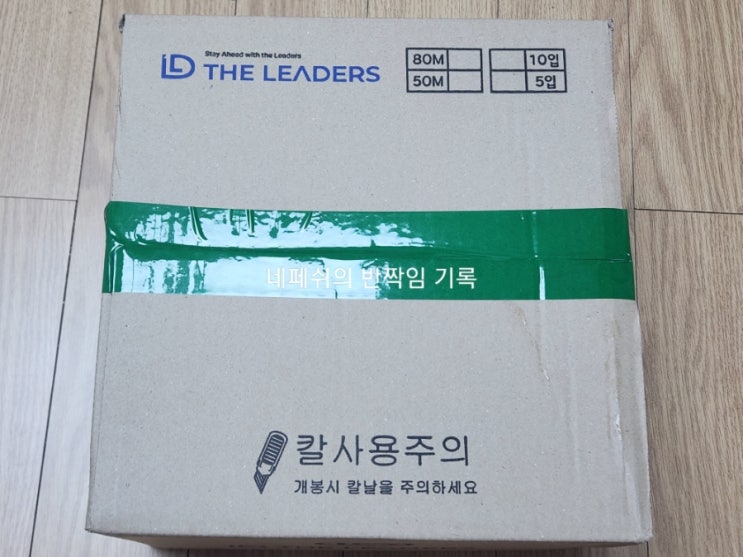 Stay Ahead with the Leaders
LD THE LEADERS
80M 10입
50M 5입
네페쉬의 반짝임 기록
칼사용주의
개봉시 칼날을 주의하세요